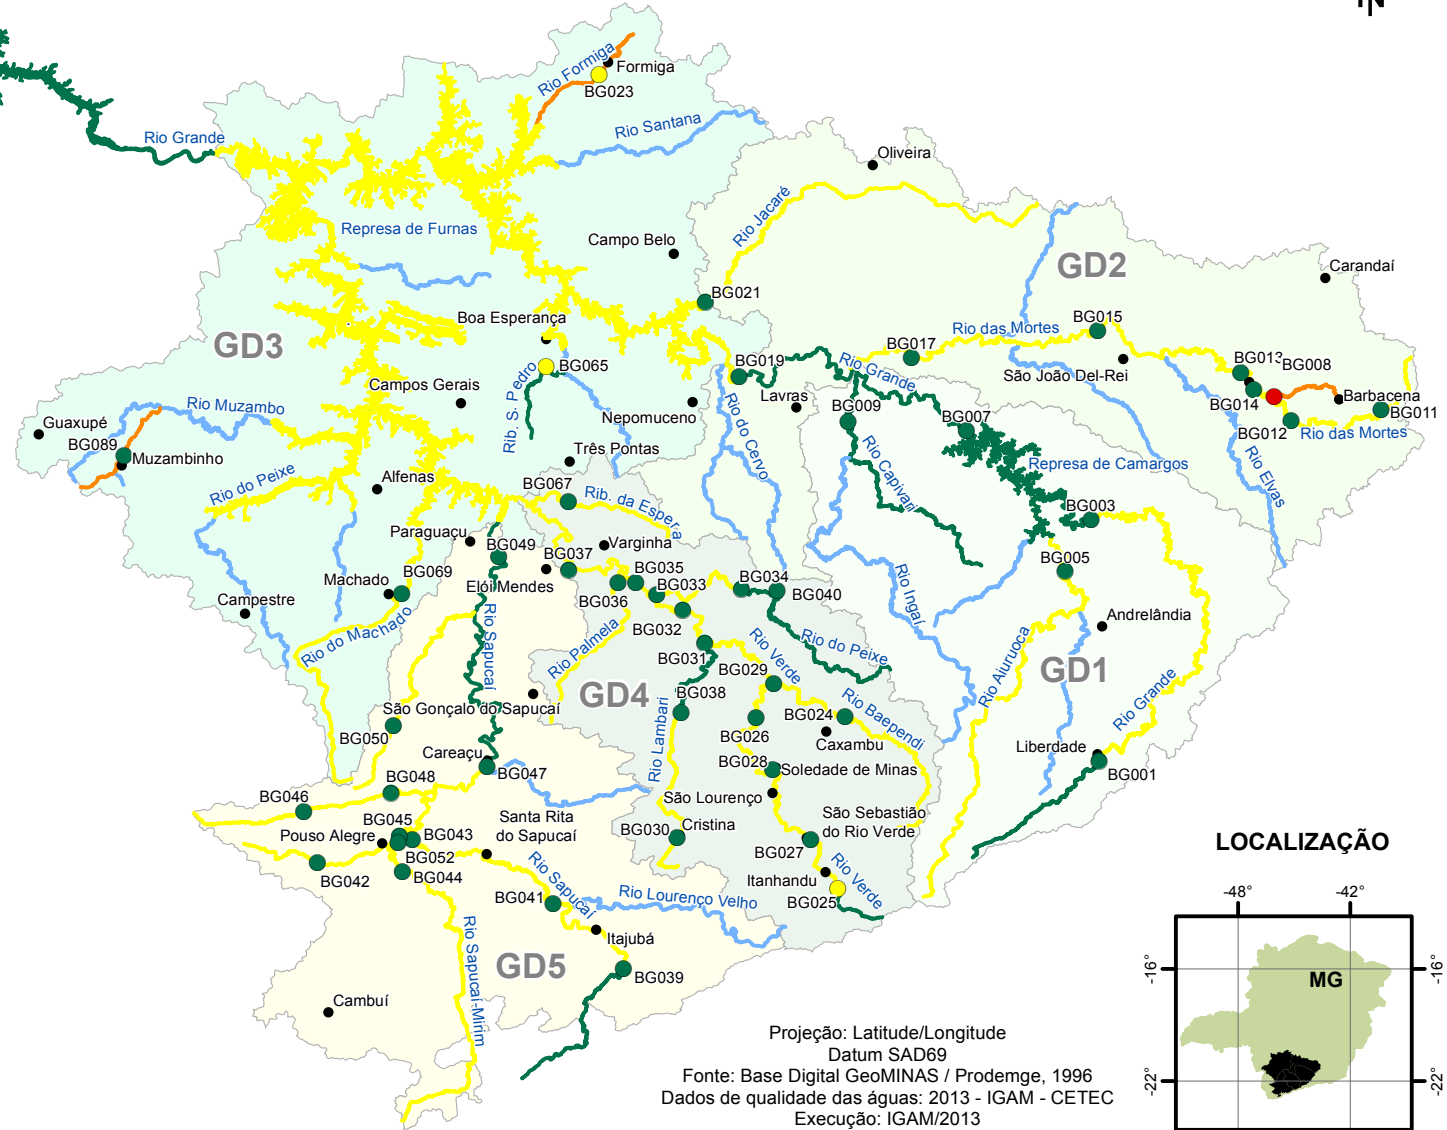 N
Rio Formiga
Formiga
BG023
Rio Santana
Rio Grande
Oliveira
Rio Jacaré
Represa de Furnas
Campo Belo
GD2
Carandaí
BG021
Boa Esperança
BG015
Rio das Mortes
GD3
BG017
BG013
BG008
São João Del-Rei
Rio Grande
BG019
BG065
Rib. S. Pedro
Campos Gerais
Lavras
Barbacena
BG014
BG011
Rio Muzambo
Nepomuceno
Rio do Cervo
BG009
BG007
BG012
Rio das Mortes
Guaxupé
BG089
Muzambinho
Três Pontas
Rio Capivari
Represa de Camargos
Rio Elvas
Rio do Peixe
Alfenas
BG067
Rib. da Espera
BG003
Paraguaçu
Varginha
BG049
BG037
BG005
Elói Mendes
BG035
BG034
Machado
BG069
BG033
BG036
BG040
Rio Ingaí
Campestre
Andrelândia
Rio do Machado
Rio Sapucaí
BG032
Rio Verde
Rio do Peixe
Rio Palmela
BG031
BG029
GD1
Rio Aiuruoca
GD4
BG038
Rio Baependi
Rio Grande
São Gonçalo do Sapucaí
BG024
BG050
BG026
Caxambu
Liberdade
Careaçu
Rio Lambari
BG028
Soledade de Minas
BG001
BG047
BG048
São Lourenço
BG046
Santa Rita
do Sapucaí
São Sebastião
do Rio Verde
BG045
BG043
BG030
Cristina
Pouso Alegre
LOCALIZAÇÃO
BG052
BG027
BG042
BG044
Rio Sapucaí
Itanhandu
Rio Verde
Rio Lourenço Velho
BG025
BG041
-48°
-42°
Itajubá
Rio Sapucaí-Mirim
GD5
BG039
-16°
-16°
MG
Cambuí
Projeção: Latitude/Longitude
Datum SAD69
Fonte: Base Digital GeoMINAS / Prodemge, 1996
-22°
-22°
Dados de qualidade das águas: 2013 - IGAM - CETEC
Execução: IGAM/2013